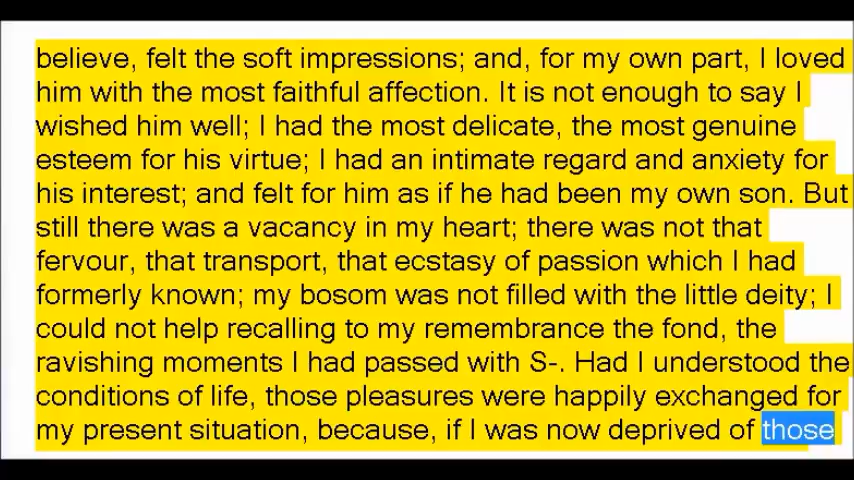 believe, felt the soft impressions; and, for my own part, I loved
him with the most faithful affection. It is not enough to say I
wished him well; I had the most delicate, the most genuine
esteem for his virtue; I had an intimate regard and anxiety for
his interest; and felt for him as if he had been my own son. But
still there was a vacancy in my heart; there was not that
fervour, that transport, that ecstasy of passion which I had
formerly known; my bosom was not filled with the little deity; I
could not help recalling to my remembrance the fond, the
ravishing moments I had passed with S-. Had I understood the
conditions of life, those pleasures were happily exchanged for
my present situation, because, if I was now deprived of those